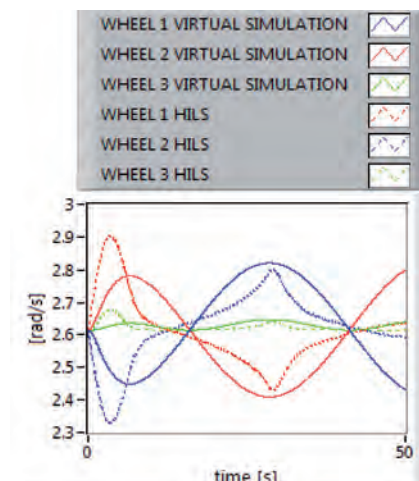 WHEEL 1 VIRTUAL SIMULATION
WHEEL 2 VIRTUAL SIMULATION
WHEEL 3 VIRTUAL SIMULATION
WHEEL 1 HILS
WHEEL 2 HILS
WHEEL 3 HILS
3
2.9
2.8
2.7
2.6
2.5
2.4
2.3
[rad/s]
0
50
time [s]